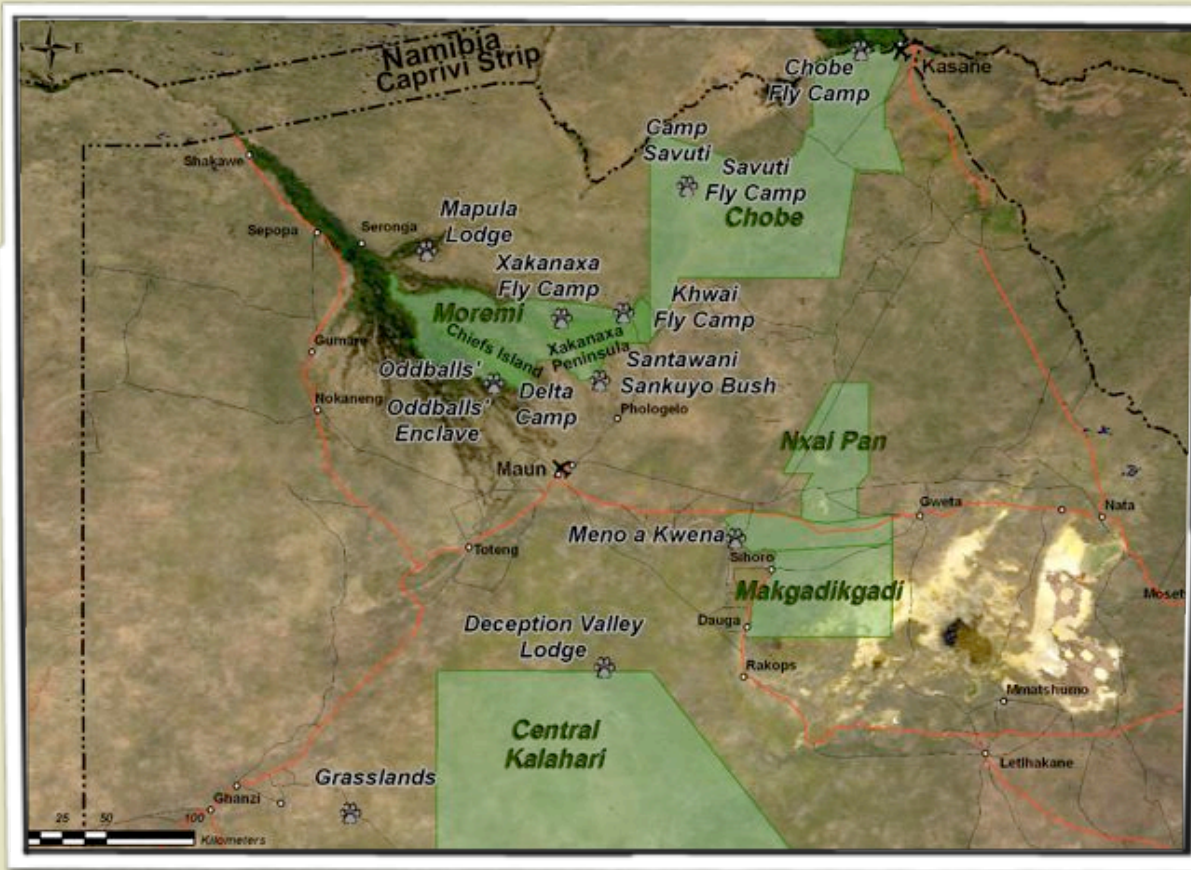 E
Namibia
Caprivi Strip
Chobe
Fly Camp
Kasane
Camp
Savuti
Savuti
Fly Camp
Chobe
Shakawe
Sepopa
Seronga
Mapula
Lodge
Xakanaxa
Fly Camp
Khwai
Fly Camp
Moremi
Chiefs Island
Xakanaxa
Peninsula
Gumare
Oddballs'
Oddballs'
Enclave
Delta
Camp
Santawani
Sankuyo Bush
Phologelo
Nokaneng
Nxai Pan
Maun
Gweta
Nata
Meno a Kwena
Sihoro
Toteng
Makgadikgadi
Moset
Dauga
Deception Valley
Lodge
Rakops
Mmatshumo
Central
Kalahari
Letlhakane
Grasslands
Ghanzi
25 50 100
Kilometers